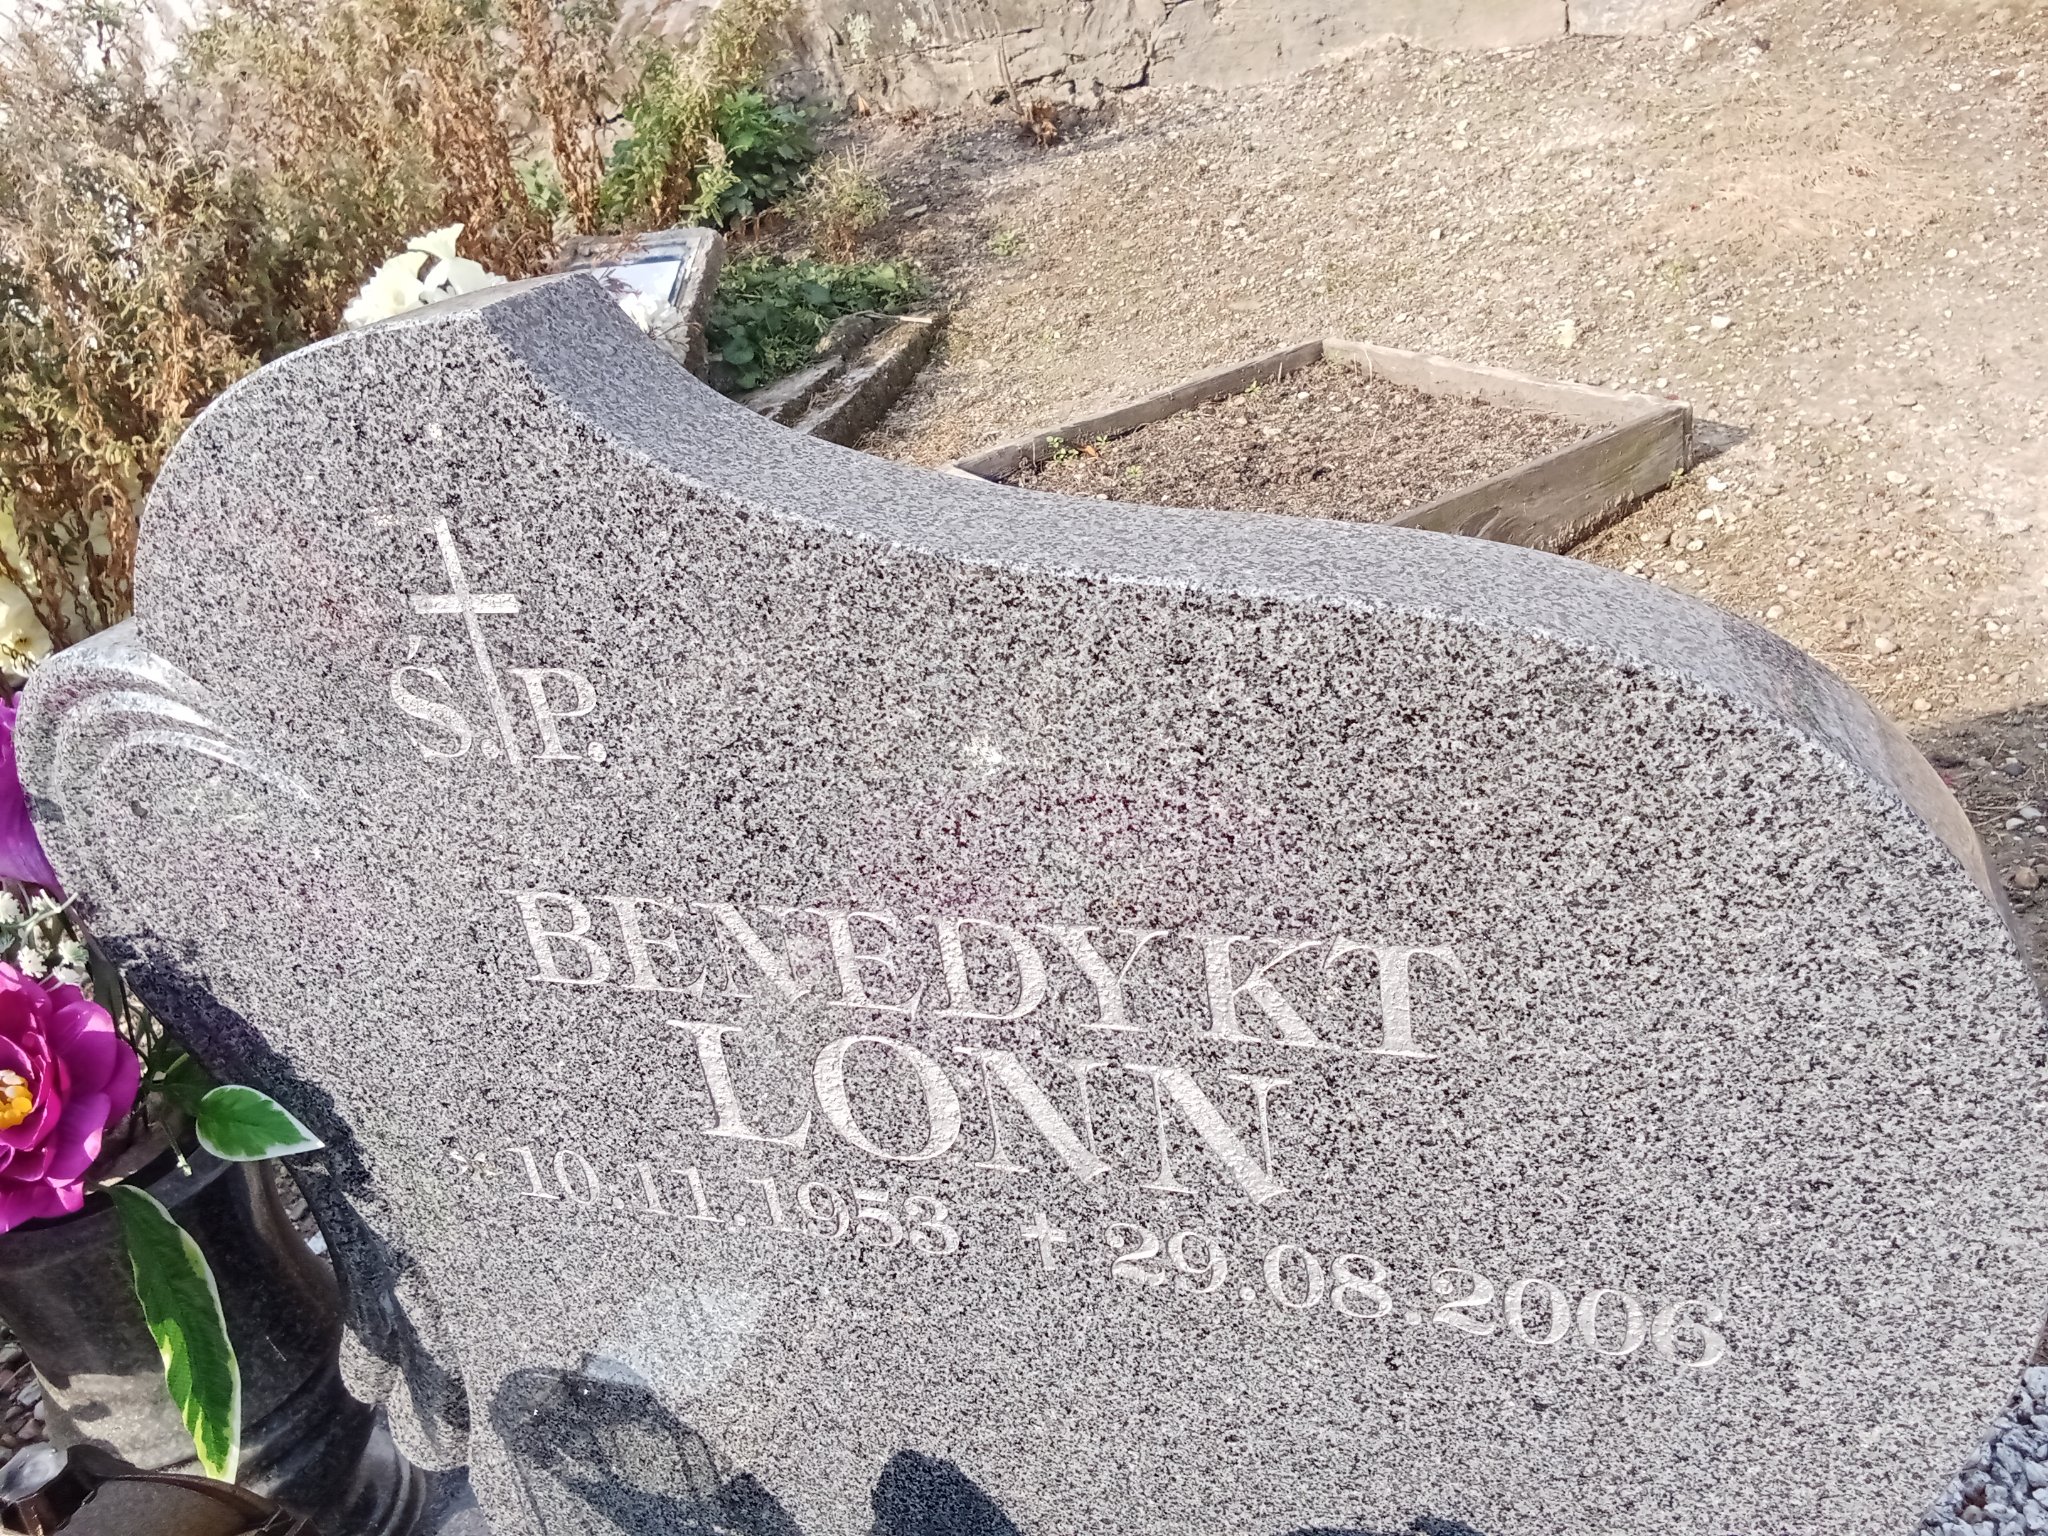 Ś.P.
BENEDYKT
LONN
* 10.11.1953 + 29.08.2006